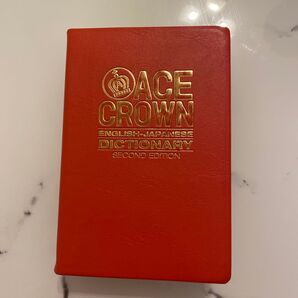 ACE
CROWN
ENGLISH-JAPANESE
DICTIONARY
SECOND EDITION